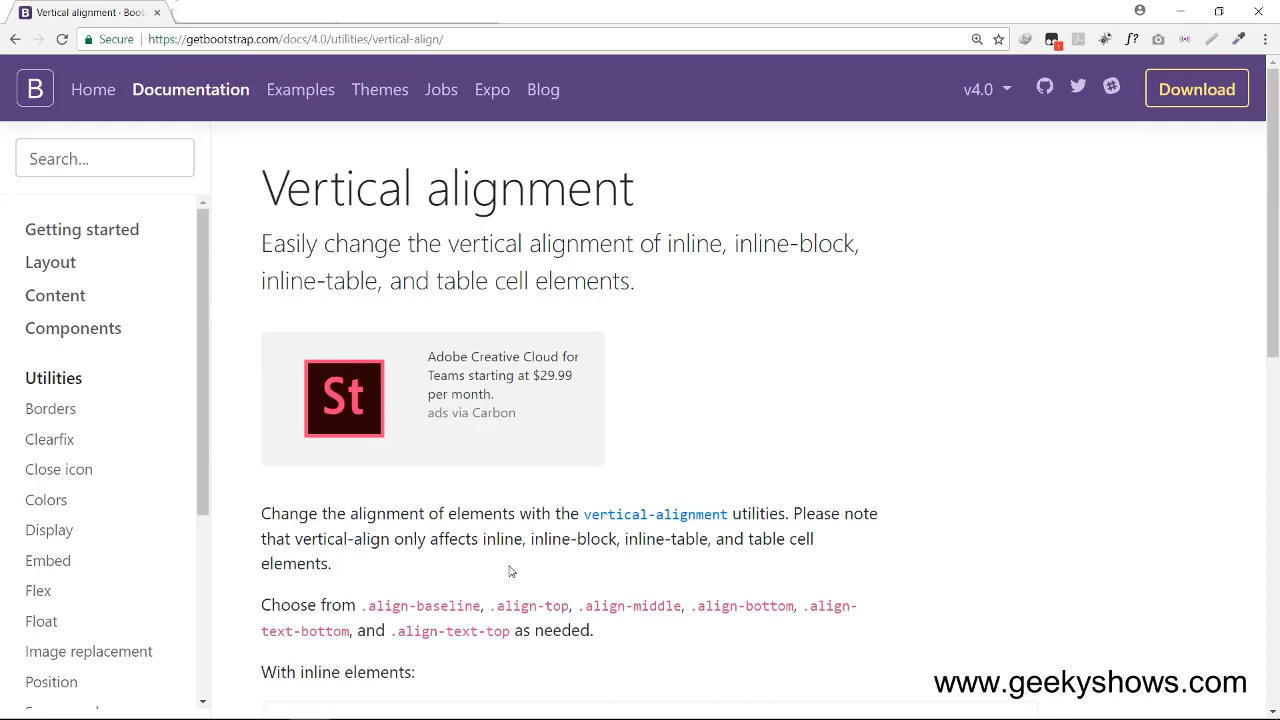 B Vertical alignment · Boots
Secure https://getbootstrap.com/docs/4.0/utilities/vertical-align/
1
B Home Documentation Examples Themes Jobs Expo Blog v4.0 Download
Search...
Getting started
Layout
Content
Components
Utilities
Borders
Clearfix
Close icon
Colors
Display
Embed
Flex
Float
Image replacement
Position
Vertical alignment
Easily change the vertical alignment of inline, inline-block,
inline-table, and table cell elements.
St
Adobe Creative Cloud for
Teams starting at $29.99
per month.
ads via Carbon
Change the alignment of elements with the vertical-alignment utilities. Please note
that vertical-align only affects inline, inline-block, inline-table, and table cell
elements.
Choose from .align-baseline, .align-top, .align-middle, .align-bottom, .align-
text-bottom, and .align-text-top as needed.
With inline elements:
www.geekyshows.com